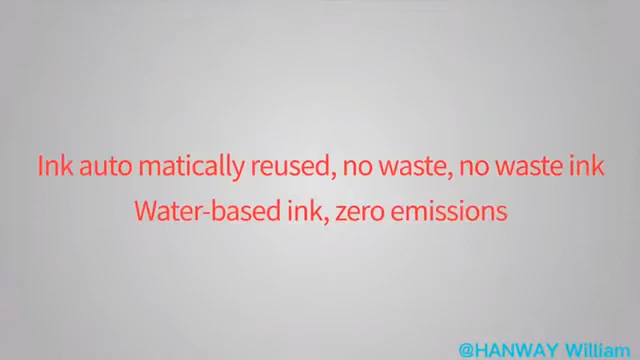 Ink auto matically reused, no waste, no waste ink
Water-based ink, zero emissions
@HANWAY William